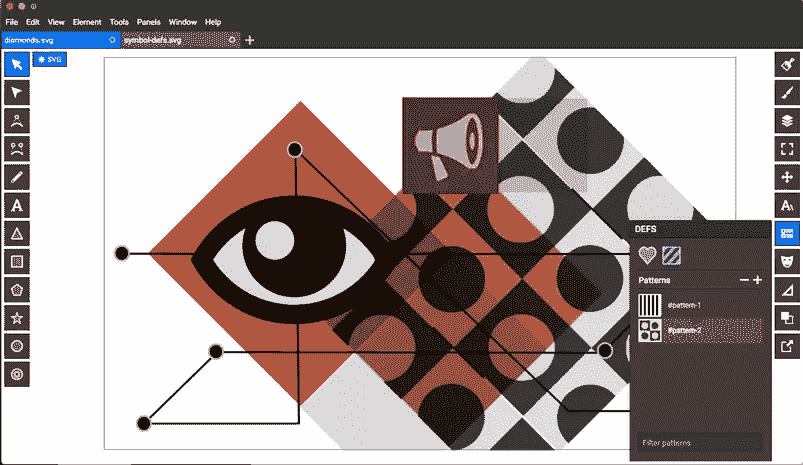 File Edit View Element Tools Panels Window Help
diamonds.svg symbol-defs.svg
SVG
DEFS
Patterns
#pattern-1
#pattern-2
Filter patterns